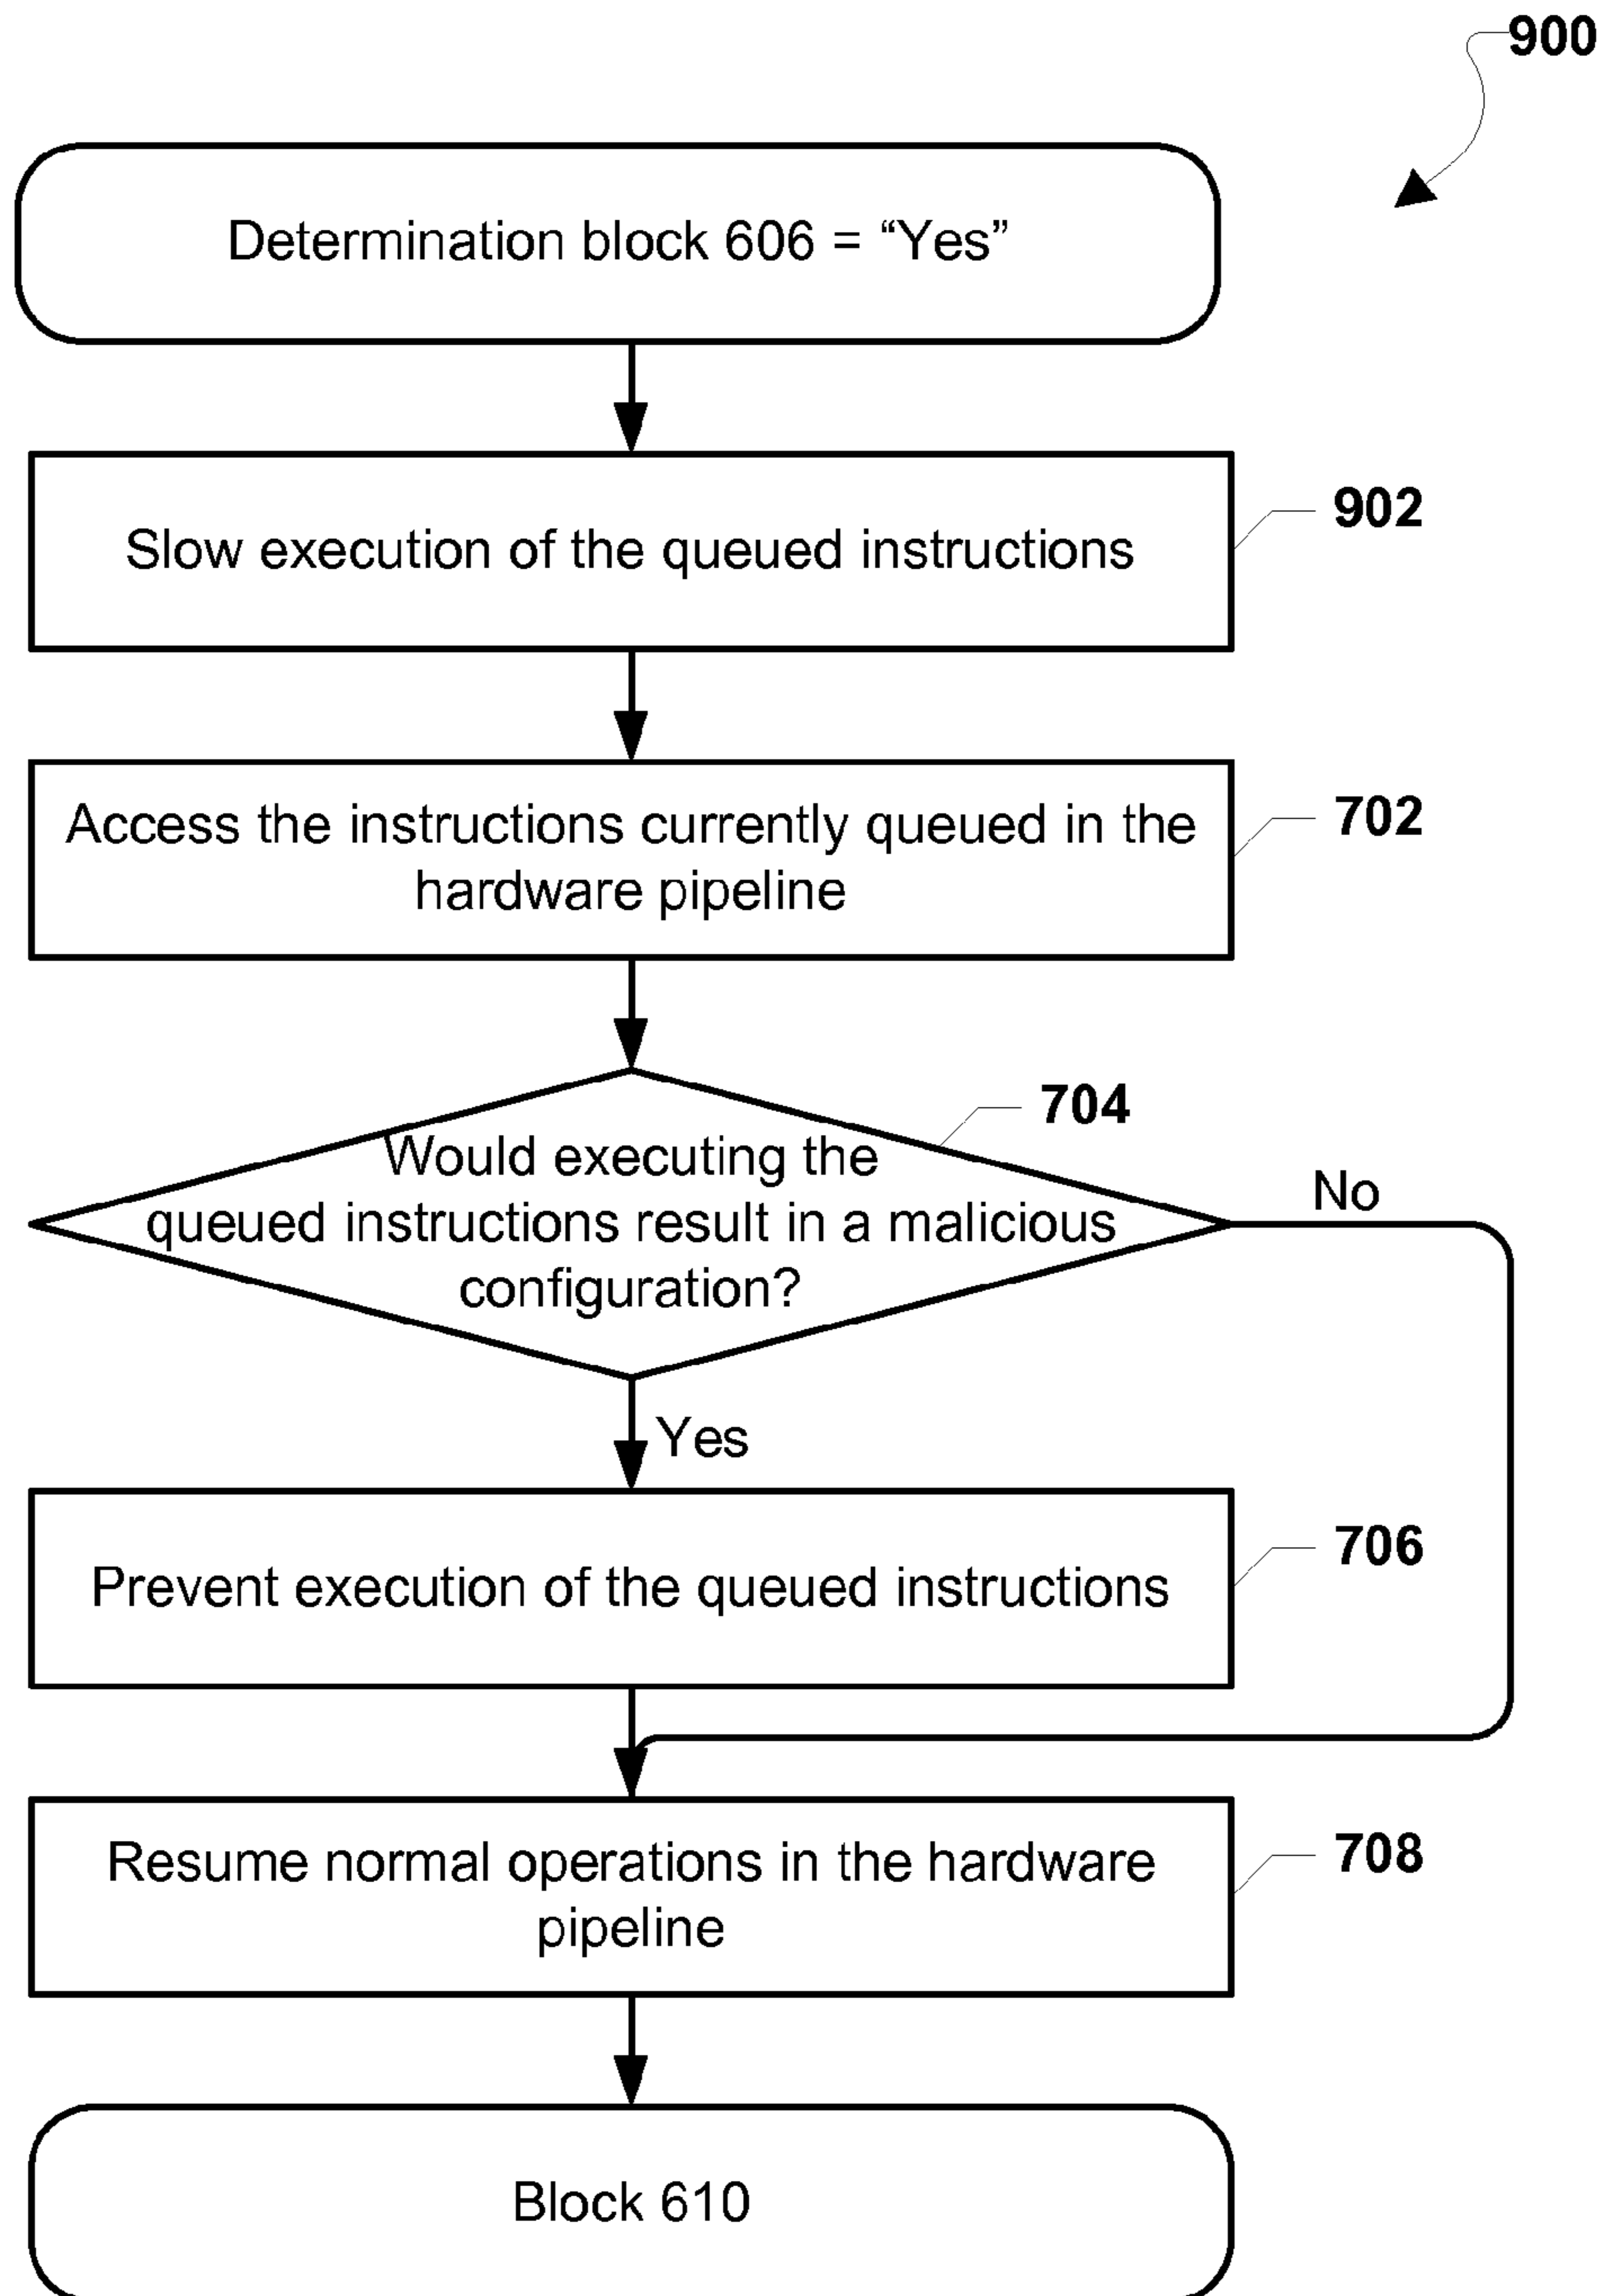 900
Determination block 606 = “Yes”
Slow execution of the queued instructions
902
Access the instructions currently queued in the
hardware pipeline
702
704
Would executing the
queued instructions result in a malicious
configuration?
No
Yes
Prevent execution of the queued instructions
706
Resume normal operations in the hardware
pipeline
708
Block 610